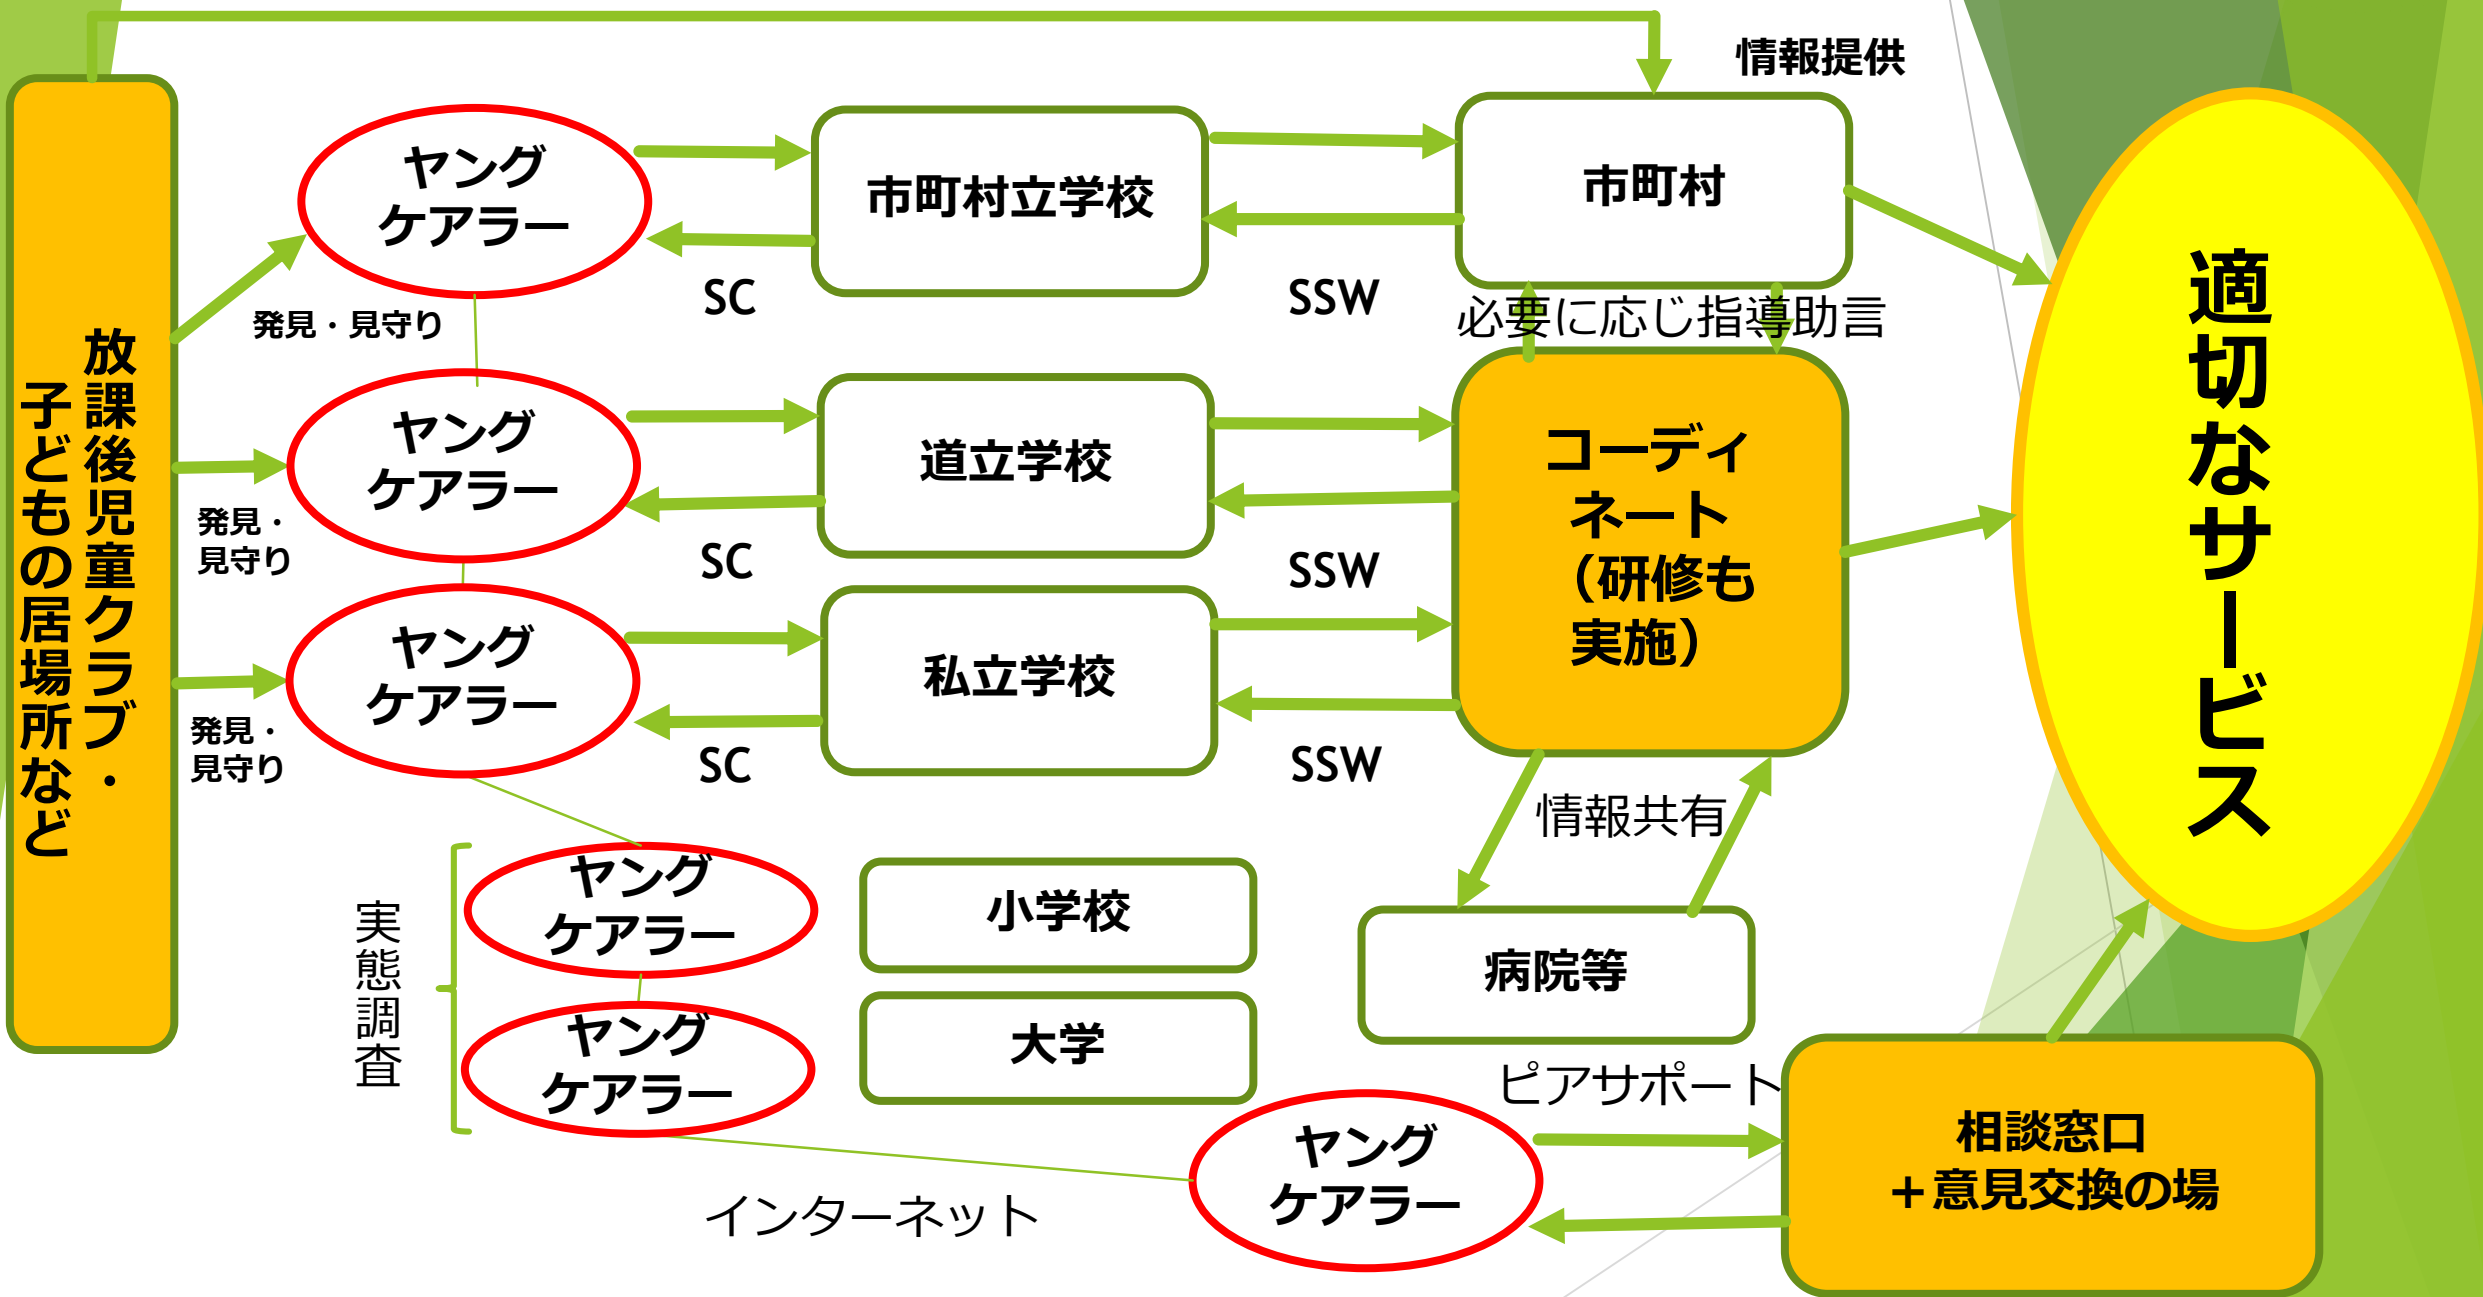 情報提供
放課後児童クラブ・
子どもの居場所など
ヤング
ケアラー
市町村立学校
市町村
SC
SSW
発見・見守り
必要に応じ指導助言
ヤング
ケアラー
道立学校
コーディ
ネート
（研修も
実施）
発見・
見守り
SC
SSW
ヤング
ケアラー
私立学校
発見・
見守り
SC
SSW
適切なサービス
情報共有
実態調査
ヤング
ケアラー
小学校
病院等
ヤング
ケアラー
大学
ピアサポート
ヤング
ケアラー
相談窓口
＋意見交換の場
インターネット